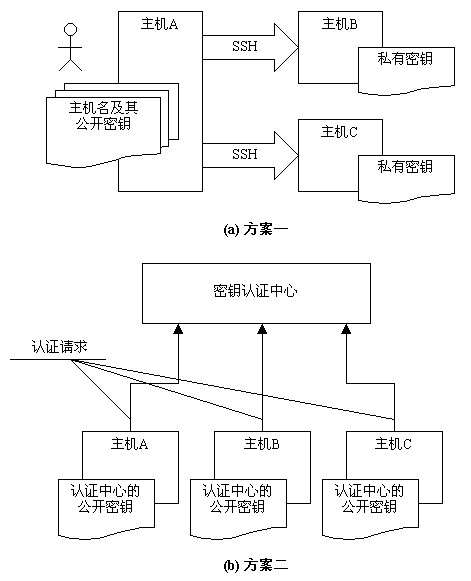 主机A
SSH
主机B
私有密钥
主机名及其
公开密钥
SSH
主机C
私有密钥
(a) 方案一
密钥认证中心
认证请求
主机A
主机B
主机C
认证中心的
公开密钥
认证中心的
公开密钥
认证中心的
公开密钥
(b) 方案二